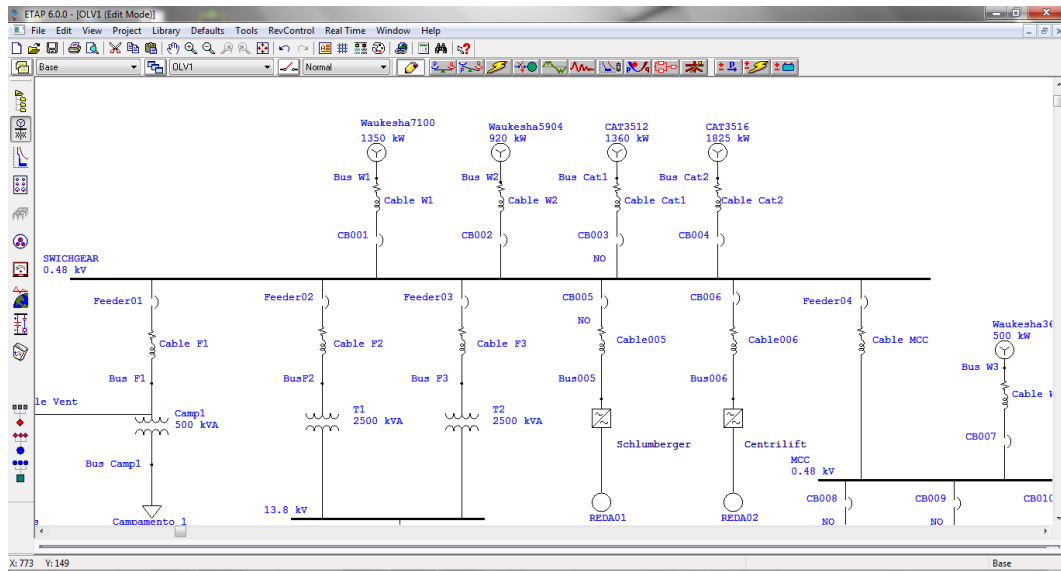 ETAP 6.0.0 - [OLV1 (Edit Mode)]
File Edit View Project Library Defaults Tools RevControl Real Time Window Help
Base OLV1 Normal
Waukesha7100 Waukesha5904 CAT3512 CAT3516
1350 kW 920 kW 1360 kW 1825 kW
Bus W1 Bus W2 Bus Cat1 Bus Cat2
Cable W1 Cable W2 Cable Cat1 Cable Cat2
CB001 CB002 CB003 CB004
NO
SWICHGEAR
0.48 kV
Feeder01 Feeder02 Feeder03 CB005 CB006 Feeder04
NO
Waukesha36
500 kW
Cable F1 Cable F2 Cable F3 Cable005 Cable006 Cable MCC
Bus W3
Bus F1 BusF2 Bus F3 Bus005 Bus006
le Vent Cable W
Camp1 T1 T2
500 kVA 2500 kVA 2500 kVA
Schlumberger Centrilift
CB007
Bus Camp1
MCC
0.48 kV
CB008 CB009 CB010
13.8 kV
REDA01 REDA02
NO NO
s Campamento 1
X: 773 Y: 149 Base